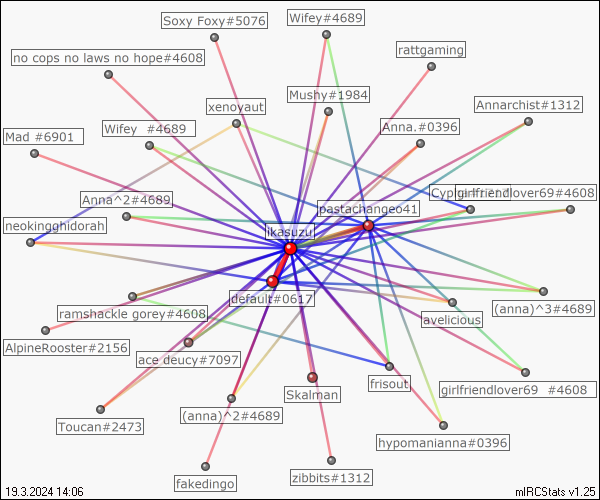 Soxy Foxy#5076
Wifey#4689
rattgaming
no cops no laws no hope#4608
Mushy#1984
xenoyaut
Annarchist#1312
Wifey  #4689
Anna.#0396
Mad #6901
Anna^2#4689
girlfriendlover69#4608
pastachangeo41
neokingghidorah
likasuzu
default#0617
ramshackle gorey#4608
(anna)^3#4689
avelicious
AlpineRooster#2156
ace deucy#7097
frisout
Skalman
girlfriendlover69  #4608
(anna)^2#4689
Toucan#2473
hypomanianna#0396
fakedingo
zibbits#1312
19.3.2024 14:06
mIRCStats v1.25